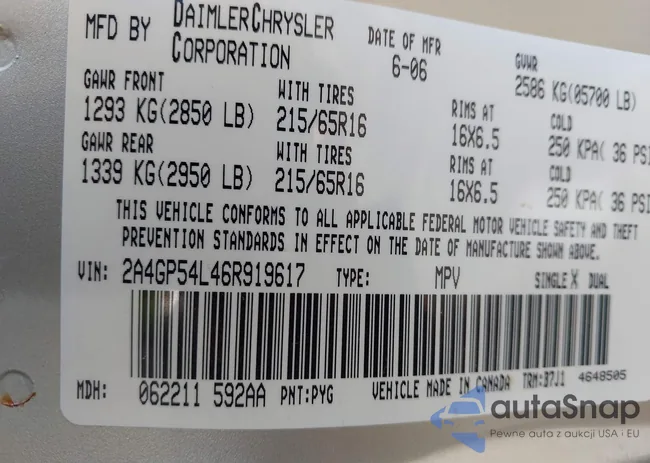 MFD BY DAIMLERCHRYSLER CORPORATION DATE OF MFR 6-06 GVWR 2586 KG(05700 LB)
GAWR FRONT WITH TIRES RIMS AT COLD
1293 KG(2850 LB) 215/65R16 16X6.5 250 KPA( 36 PSI
GAWR REAR WITH TIRES RIMS AT COLD
1339 KG(2950 LB) 215/65R16 16X6.5 250 KPA( 36 PSI
THIS VEHICLE CONFORMS TO ALL APPLICABLE FEDERAL MOTOR VEHICLE SAFETY AND THEFT
PREVENTION STANDARDS IN EFFECT ON THE DATE OF MANUFACTURE SHOWN ABOVE.
VIN: 2A4GP54L46R919617 TYPE: MPV SINGLE X DUAL
MDH: 062211 592AA PNT:PYG VEHICLE MADE IN CANADA TRM:B7J1 4648505
autaSnap
Pewne auta z aukcji USA i EU